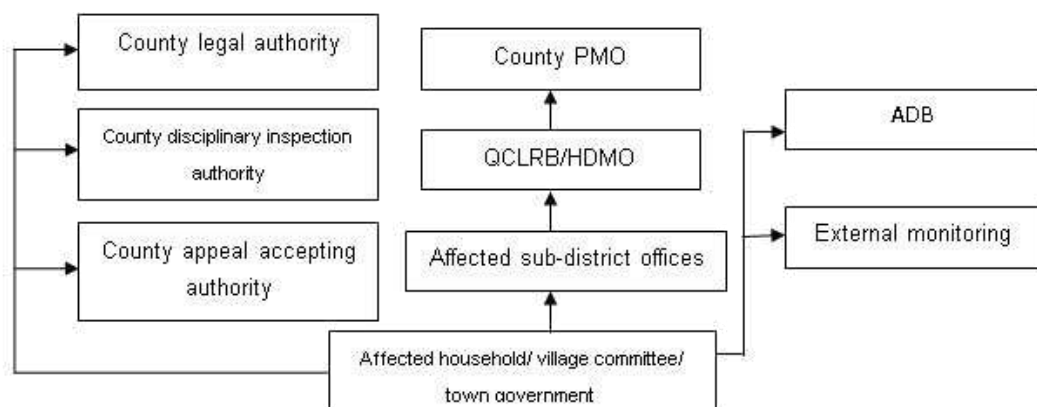 County legal authority
County disciplinary inspection
authority
County appeal accepting
authority
County PMO
QCLRB/HDMO
Affected sub-district offices
Affected household/ village committee/
town government
ADB
External monitoring